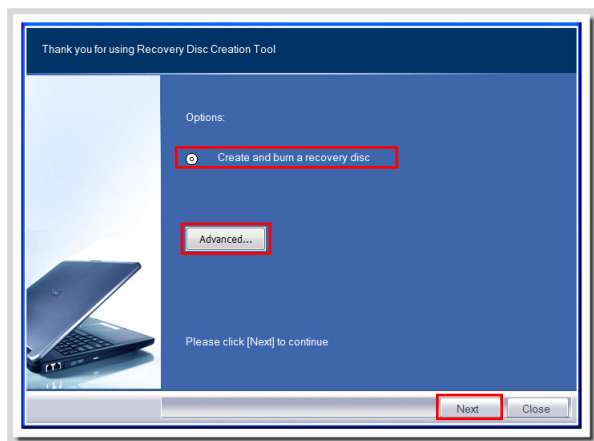 Thank you for using Recovery Disc Creation Tool
Options:
Create and burn a recovery disc
Advanced...
Please click [Next] to continue
Next Close